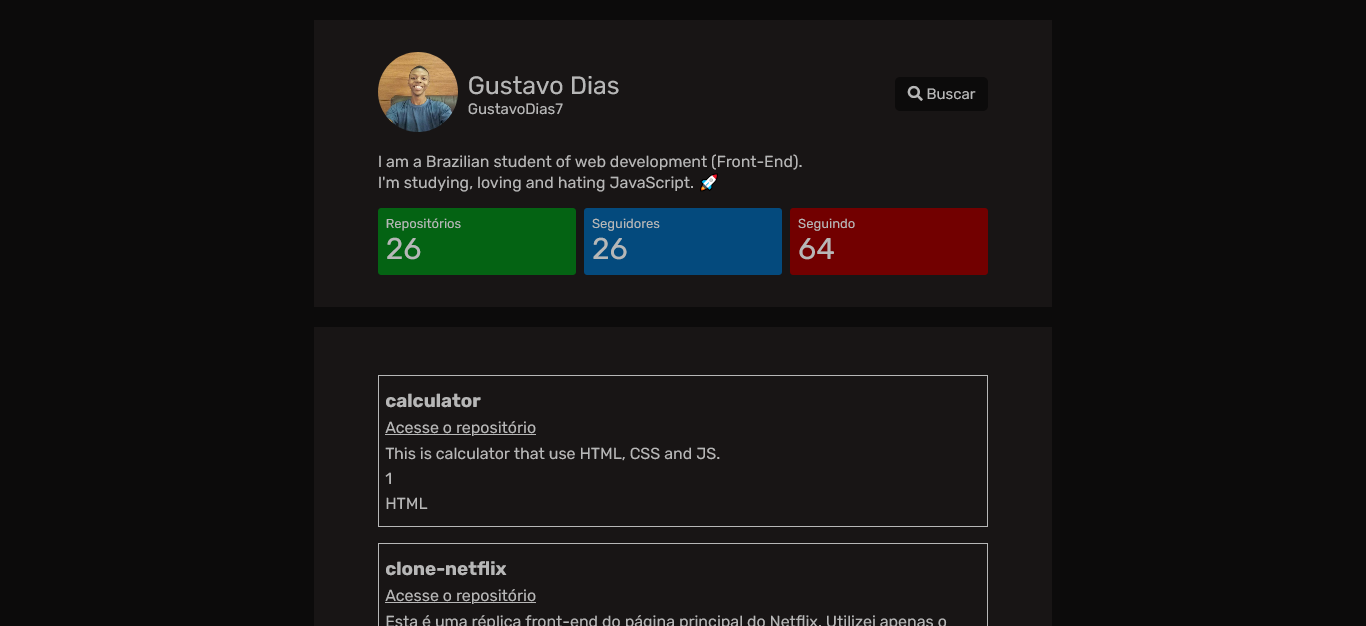 Gustavo Dias
GustavoDias7
Buscar
I am a Brazilian student of web development (Front-End).
I'm studying, loving and hating JavaScript. 🚀
Repositórios
26
Seguidores
26
Seguindo
64
calculator
Acesse o repositório
This is calculator that use HTML, CSS and JS.
1
HTML
clone-netflix
Acesse o repositório
Esta é uma réplica front-end do página principal do Netflix. Utilizei apenas o